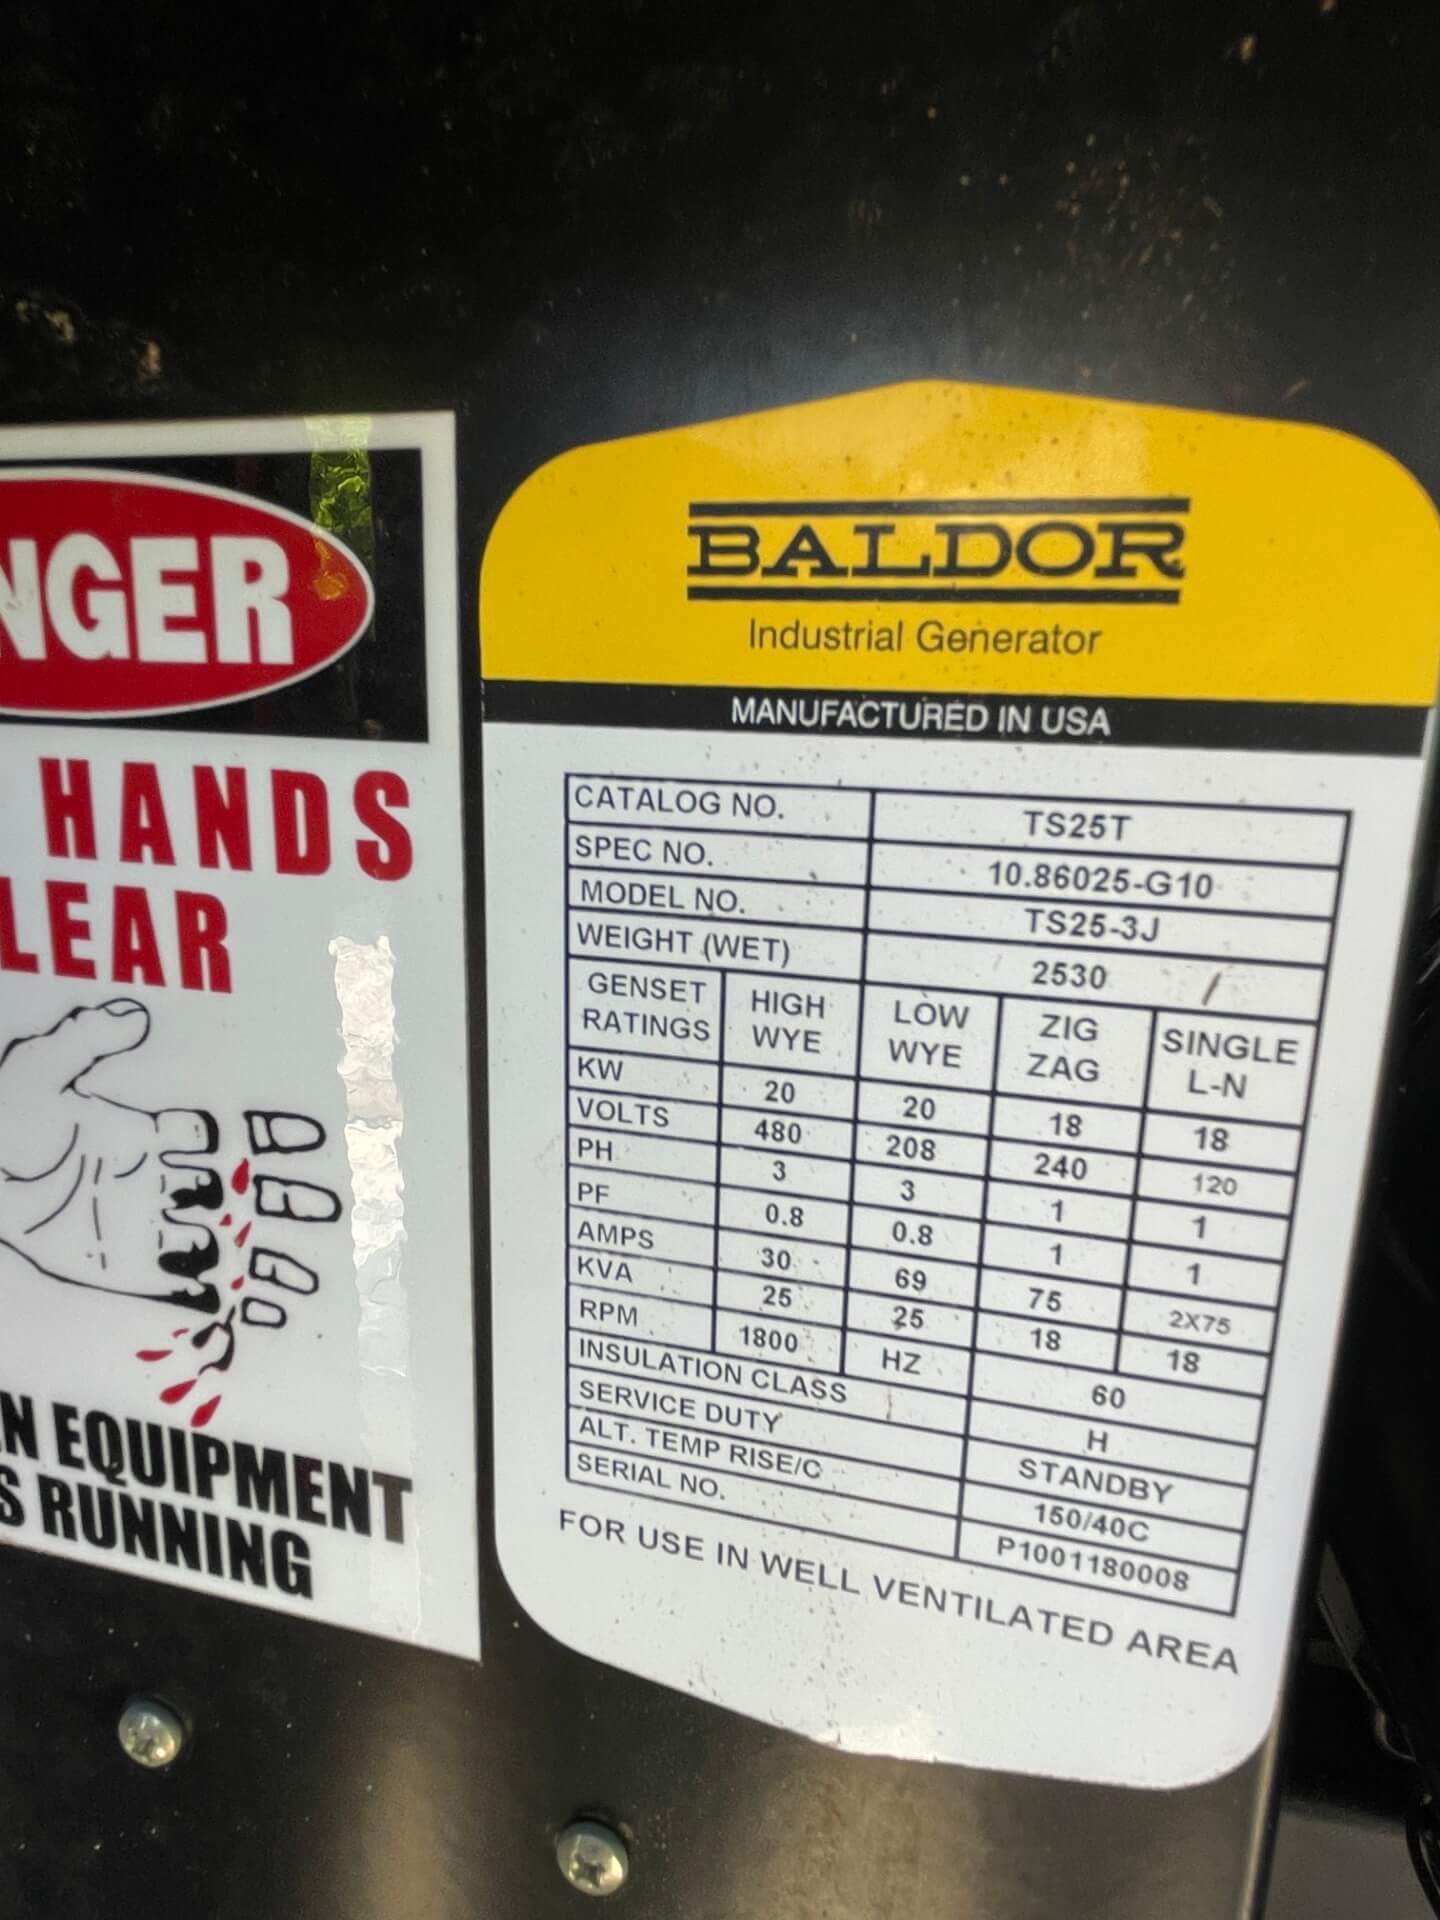 NGER
HANDS
LEAR
N EQUIPMENT
S RUNNING
BALDOR
Industrial Generator
MANUFACTURED IN USA
CATALOG NO. TS25T
SPEC NO. 10.86025-G10
MODEL NO. TS25-3J
WEIGHT (WET) 2530
GENSET RATINGS HIGH WYE LOW WYE ZIG ZAG SINGLE L-N
KW 20 20 18 18
VOLTS 480 208 240 120
PH 3 3 1 1
PF 0.8 0.8 1 1
AMPS 30 69 75 2X75
KVA 25 25 18 18
RPM 1800 HZ 60
INSULATION CLASS H
SERVICE DUTY STANDBY
ALT. TEMP RISE/C 150/40C
SERIAL NO. P1001180008
FOR USE IN WELL VENTILATED AREA